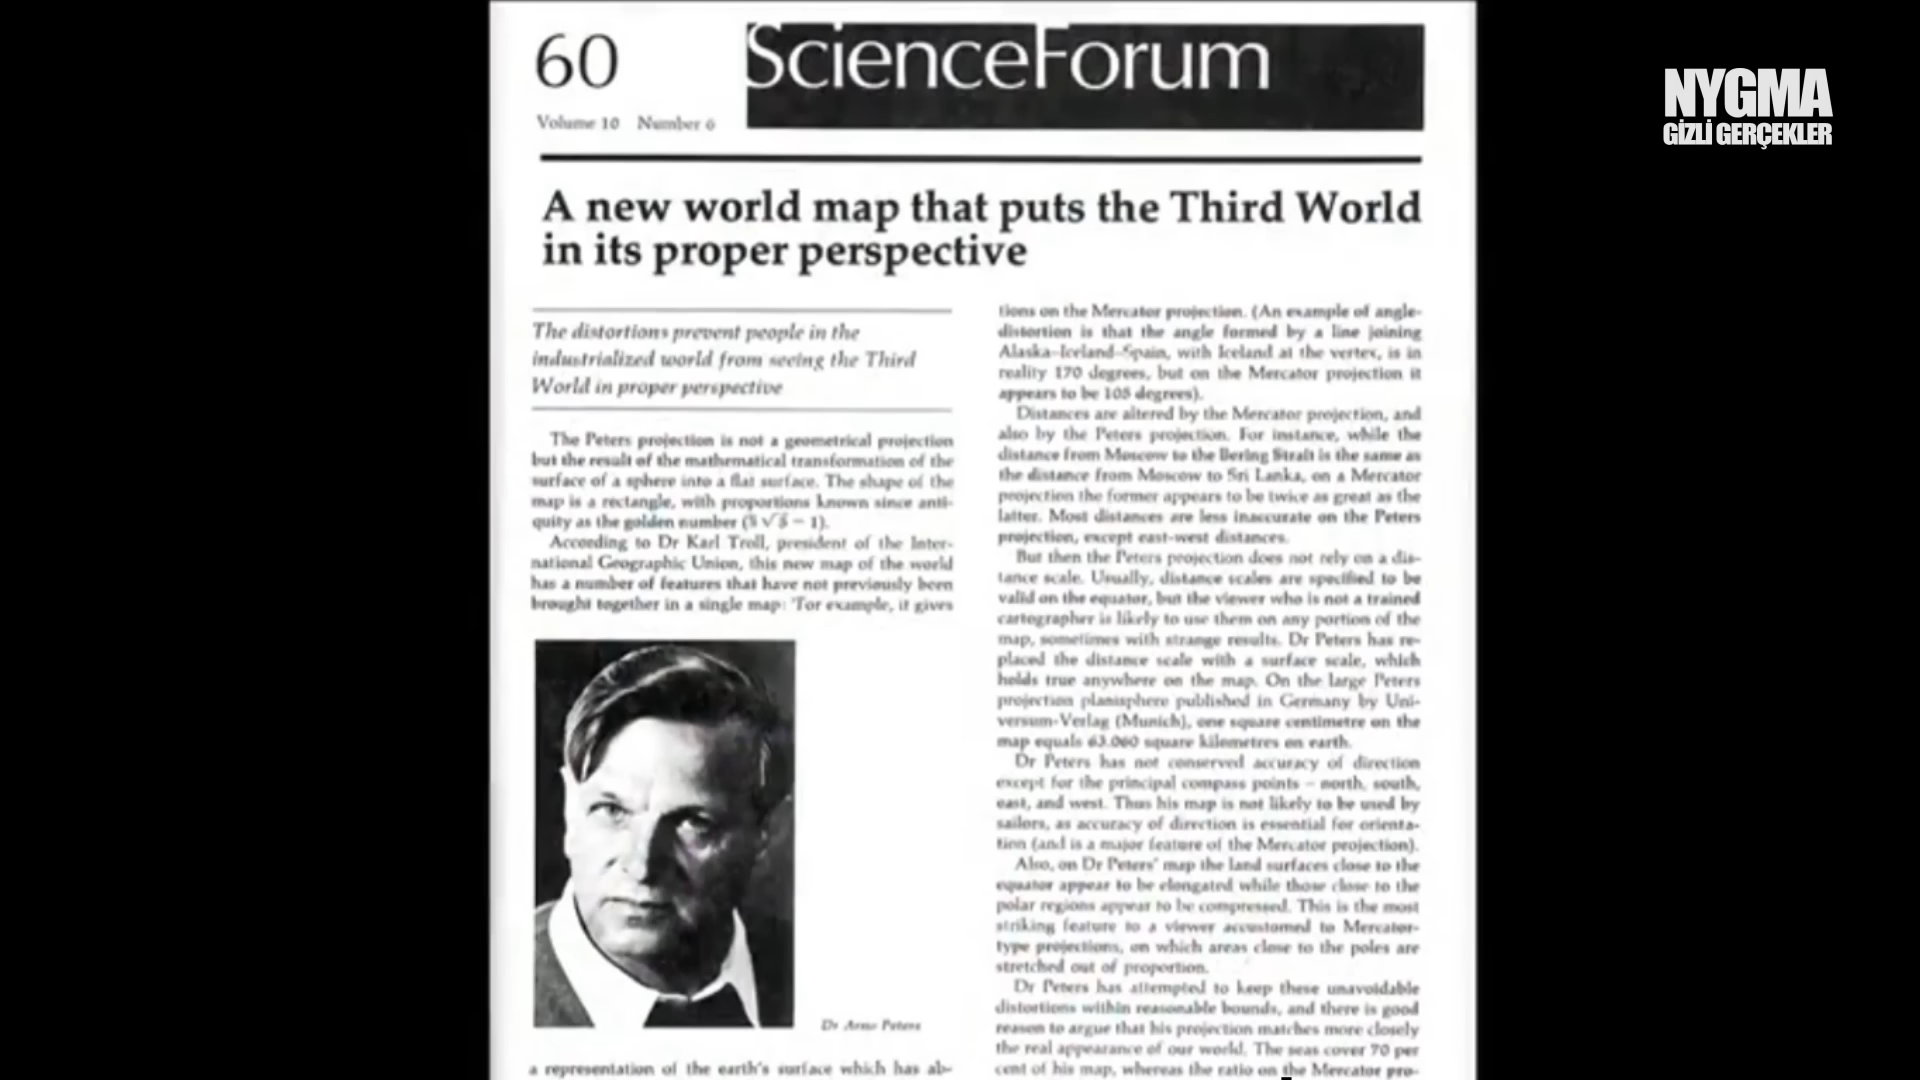 60
ScienceForum
Volume 10 Number 6
NYGMA
GİZLİ GERÇEKLER
A new world map that puts the Third World
in its proper perspective
The distortions prevent people in the
industrialized world from seeing the Third
World in proper perspective
The Peters projection is not a geometrical projection
but the result of the mathematical transformation of the
surface of a sphere into a flat surface. The shape of the
map is a rectangle, with proportions known since anti-
quity as the golden number
According to Dr Karl Troll, president of the Inter-
national Geographic Union, this new map of the world
has a number of features that have not previously been
brought together in a single map: 'For example, it gives
Dr Arno Peters
a representation of the earth's surface which has ab-
tions on the Mercator projection. (An example of angle-
distortion is that the angle formed by a line joining
Alaska–Iceland–Spain, with Iceland at the vertex, is in
reality 170 degrees, but on the Mercator projection it
appears to be 105 degrees).
Distances are altered by the Mercator projection, and
also by the Peters projection. For instance, while the
distance from Moscow to the Bering Strait is the same as
the distance from Moscow to Sri Lanka, on a Mercator
projection the former appears to be twice as great as the
latter. Most distances are less inaccurate on the Peters
projection, except east-west distances.
But then the Peters projection does not rely on a dis-
tance scale. Usually, distance scales are specified to be
valid on the equator, but the viewer who is not a trained
cartographer is likely to use them on any portion of the
map, sometimes with strange results. Dr Peters has re-
placed the distance scale with a surface scale, which
holds true anywhere on the map. On the large Peters
projection planisphere published in Germany by Uni-
versum-Verlag (Munich), one square centimetre on the
map equals 63.060 square kilometres on earth.
Dr Peters has not conserved accuracy of direction
except for the principal compass points – north, south,
east, and west. Thus his map is not likely to be used by
sailors, as accuracy of direction is essential for orienta-
tion (and is a major feature of the Mercator projection).
Also, on Dr Peters' map the land surfaces close to the
equator appear to be elongated while those close to the
polar regions appear to be compressed. This is the most
striking feature to a viewer accustomed to Mercator-
type projections, on which areas close to the poles are
stretched out of proportion.
Dr Peters has attempted to keep these unavoidable
distortions within reasonable bounds, and there is good
reason to argue that his projection matches more closely
the real appearance of our world. The seas cover 70 per
cent of his map, whereas the ratio on the Mercator pro-